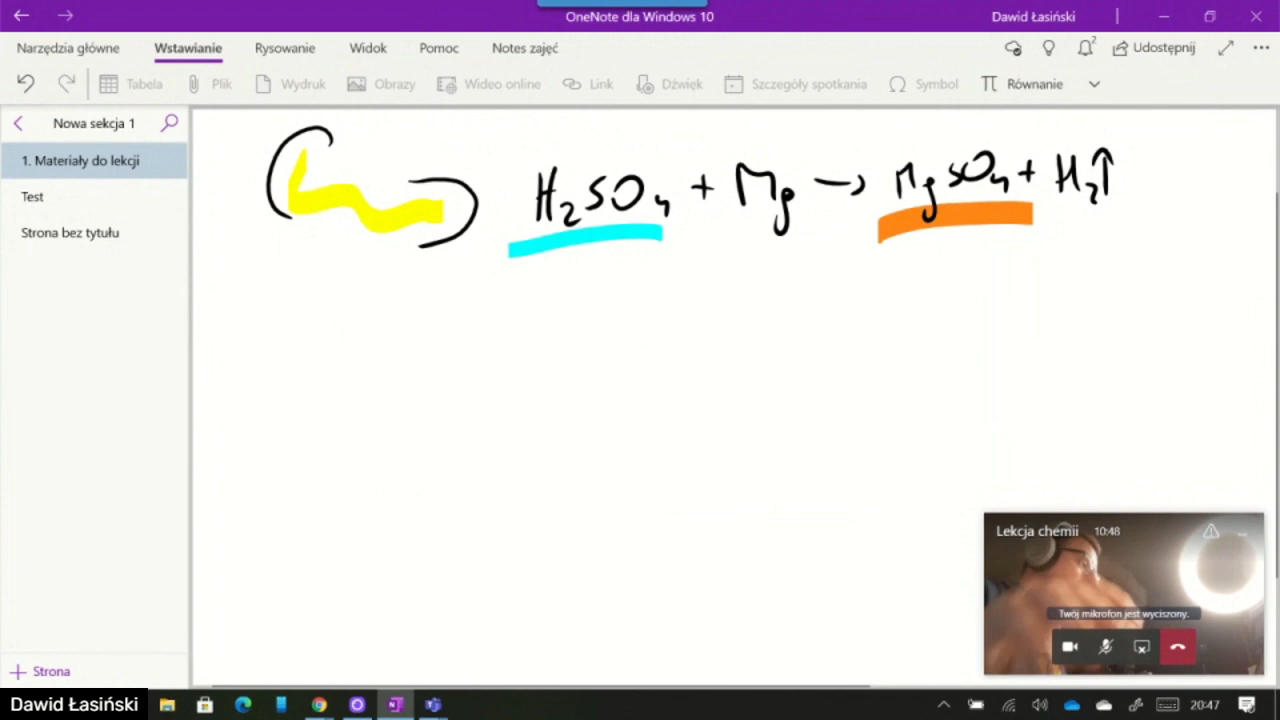 OneNote dla Windows 10
Dawid Łasiński
Narzędzia główne Wstawianie Rysowanie Widok Pomoc Notes zajęć
2 Udostępnij
Tabela Plik Wydruk Obrazy Wideo online Link Dźwięk Szczegóły spotkania Symbol Równanie
Nowa sekcja 1
1. Materiały do lekcji
Test
Strona bez tytułu
H₂SO₄ + Mg → MgSO₄ + H₂↑
Lekcja chemii 10:48
Twój mikrofon jest wyciszony.
Strona
Dawid Łasiński
20:47